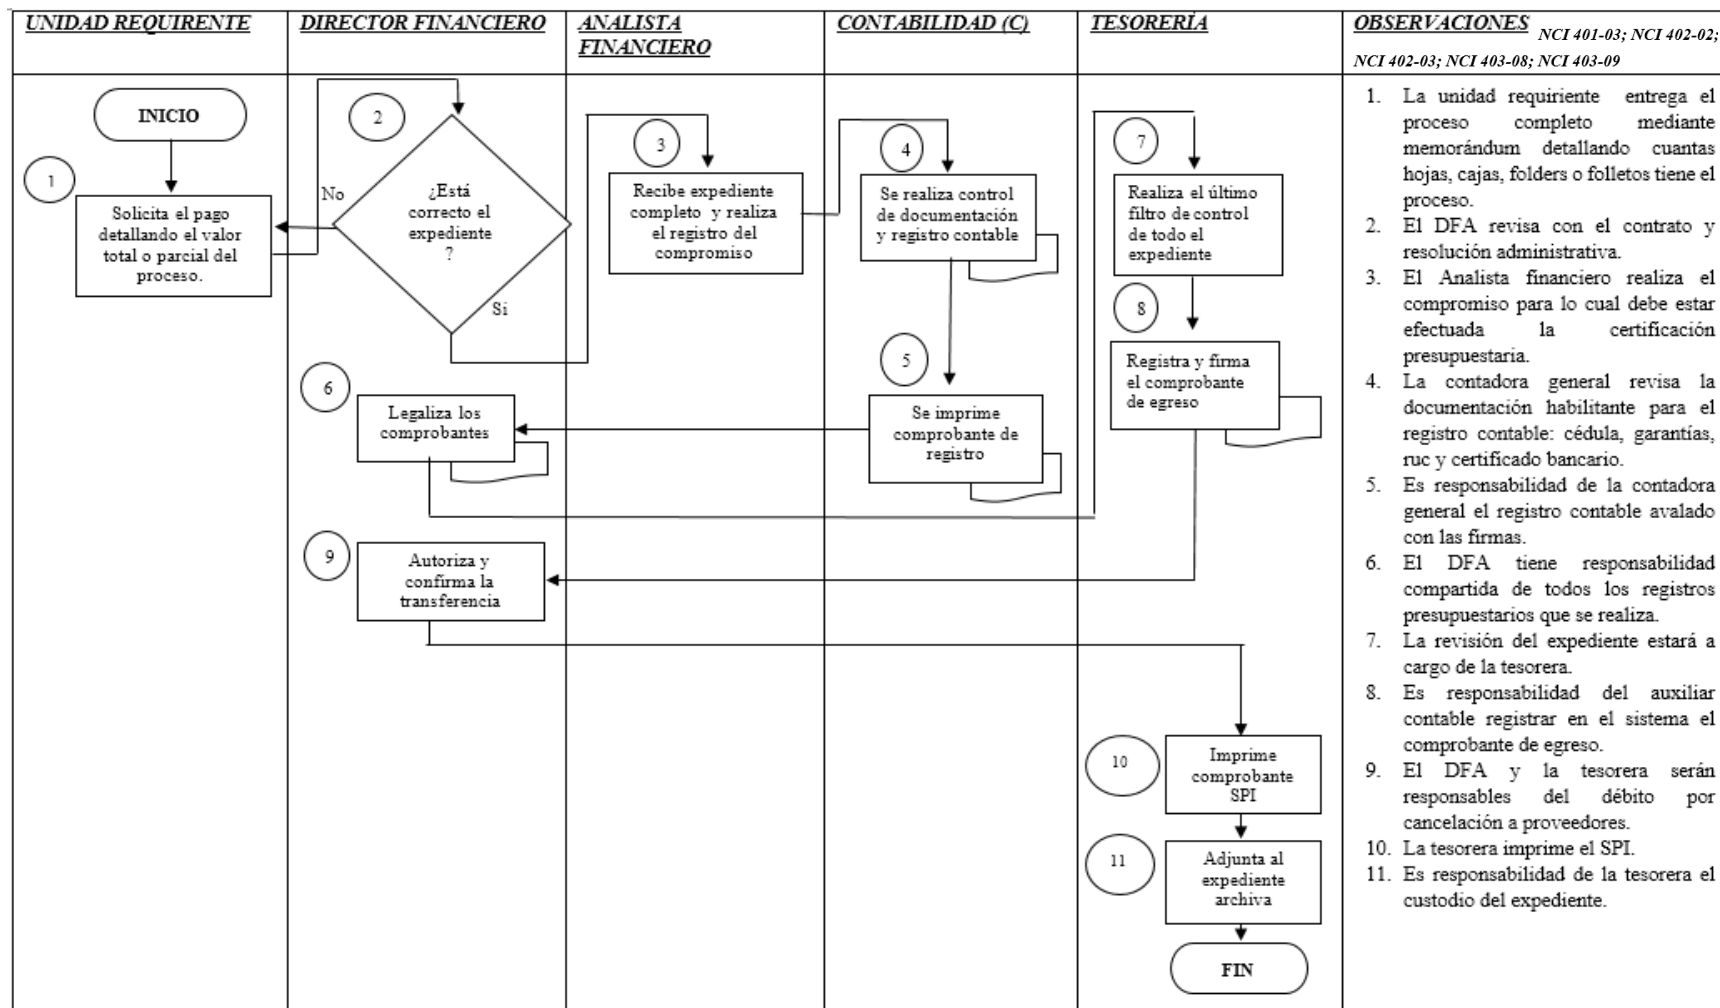 UNIDAD REQUIRENTE
DIRECTOR FINANCIERO
ANALISTA
FINANCIERO
CONTABILIDAD (C)
TESORERÍA
OBSERVACIONES NCI 401-03; NCI 402-02;
NCI 402-03; NCI 403-08; NCI 403-09
INICIO
1
Solicita el pago
detallando el valor
total o parcial del
proceso.
2
No
¿Está
correcto el
expediente
?
Si
3
Recibe expediente
completo y realiza
el registro del
compromiso
4
Se realiza control
de documentación
y registro contable
5
Se imprime
comprobante de
registro
6
Legaliza los
comprobantes
7
Realiza el último
filtro de control
de todo el
expediente
8
Registra y firma
el comprobante
de egreso
9
Autoriza y
confirma la
transferencia
10
Imprime
comprobante
SPI
11
Adjunta al
expediente
archiva
FIN
1. La unidad requiriente entrega el
proceso completo mediante
memorándum detallando cuantas
hojas, cajas, folders o folletos tiene el
proceso.
2. El DFA revisa con el contrato y
resolución administrativa.
3. El Analista financiero realiza el
compromiso para lo cual debe estar
efectuada la certificación
presupuestaria.
4. La contadora general revisa la
documentación habilitante para el
registro contable: cédula, garantías,
ruc y certificado bancario.
5. Es responsabilidad de la contadora
general el registro contable avalado
con las firmas.
6. El DFA tiene responsabilidad
compartida de todos los registros
presupuestarios que se realiza.
7. La revisión del expediente estará a
cargo de la tesorera.
8. Es responsabilidad del auxiliar
contable registrar en el sistema el
comprobante de egreso.
9. El DFA y la tesorera serán
responsables del débito por
cancelación a proveedores.
10. La tesorera imprime el SPI.
11. Es responsabilidad de la tesorera el
custodio del expediente.